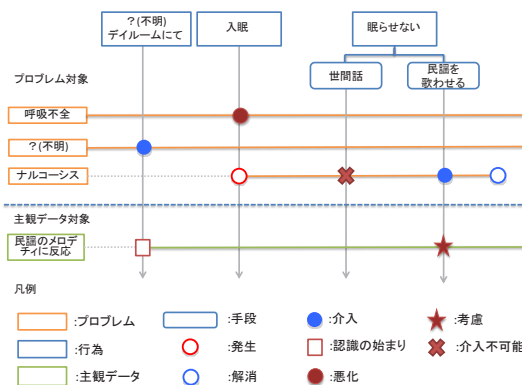 ?(不明)
デイルームにて
入眠
眠らせない
世間話
民謡を
歌わせる
プロブレム対象
呼吸不全
?(不明)
ナルコーシス
主観データ対象
民謡のメロ
ディに反応
凡例
:プロブレム
:手段
:介入
:考慮
:行為
:発生
:認識の始まり
:介入不可能
:主観データ
:解消
:悪化